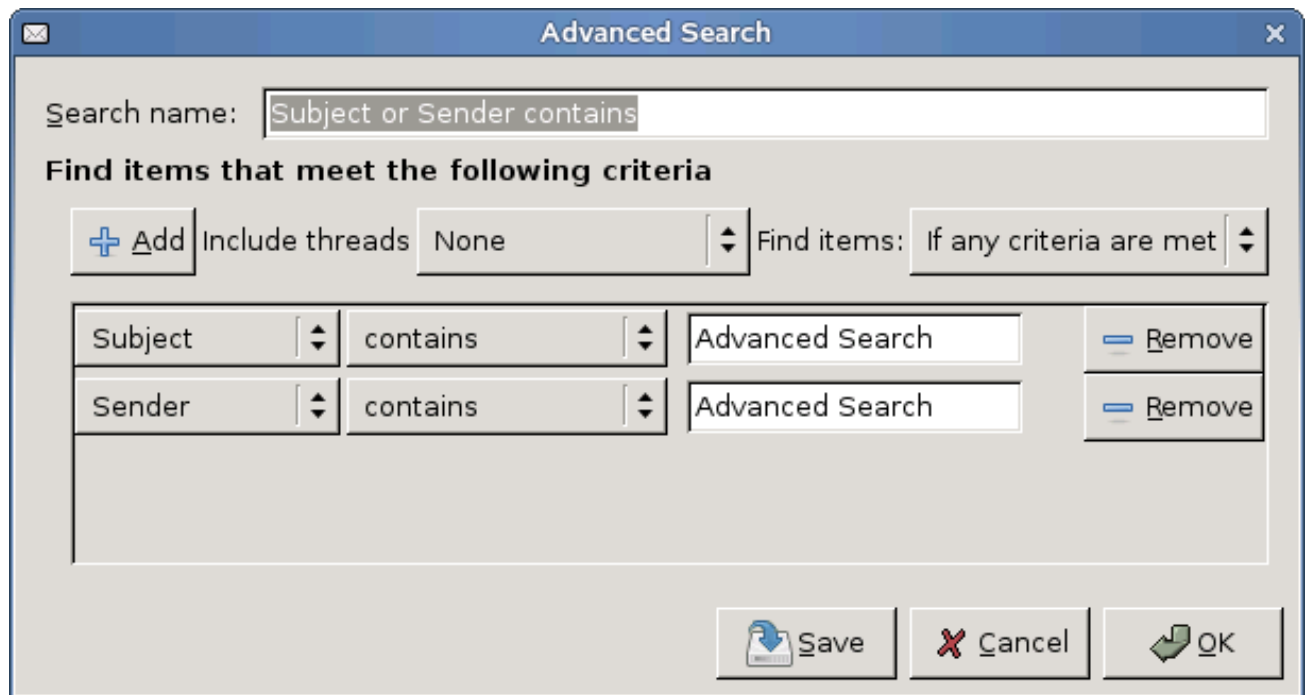 Advanced Search
Search name: Subject or Sender contains
Find items that meet the following criteria
Add Include threads None Find items: If any criteria are met
Subject contains Advanced Search Remove
Sender contains Advanced Search Remove
Save Cancel OK